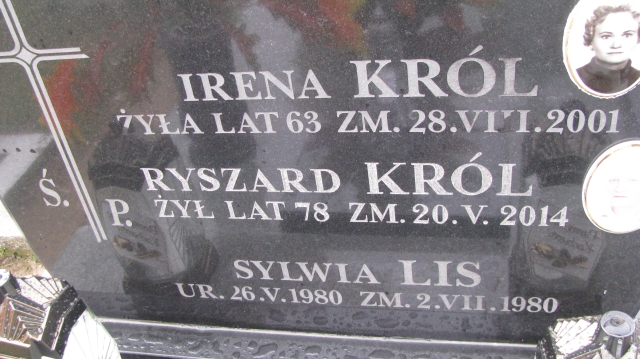 IRENA KRÓL
ŻYŁA LAT 63 ZM. 28.VIII.2001
RYSZARD KRÓL
Ś. P. ŻYŁ LAT 78 ZM. 20.V. 2014
SYLWIA LIS
UR. 26.V.1980 ZM. 2.VII.1980